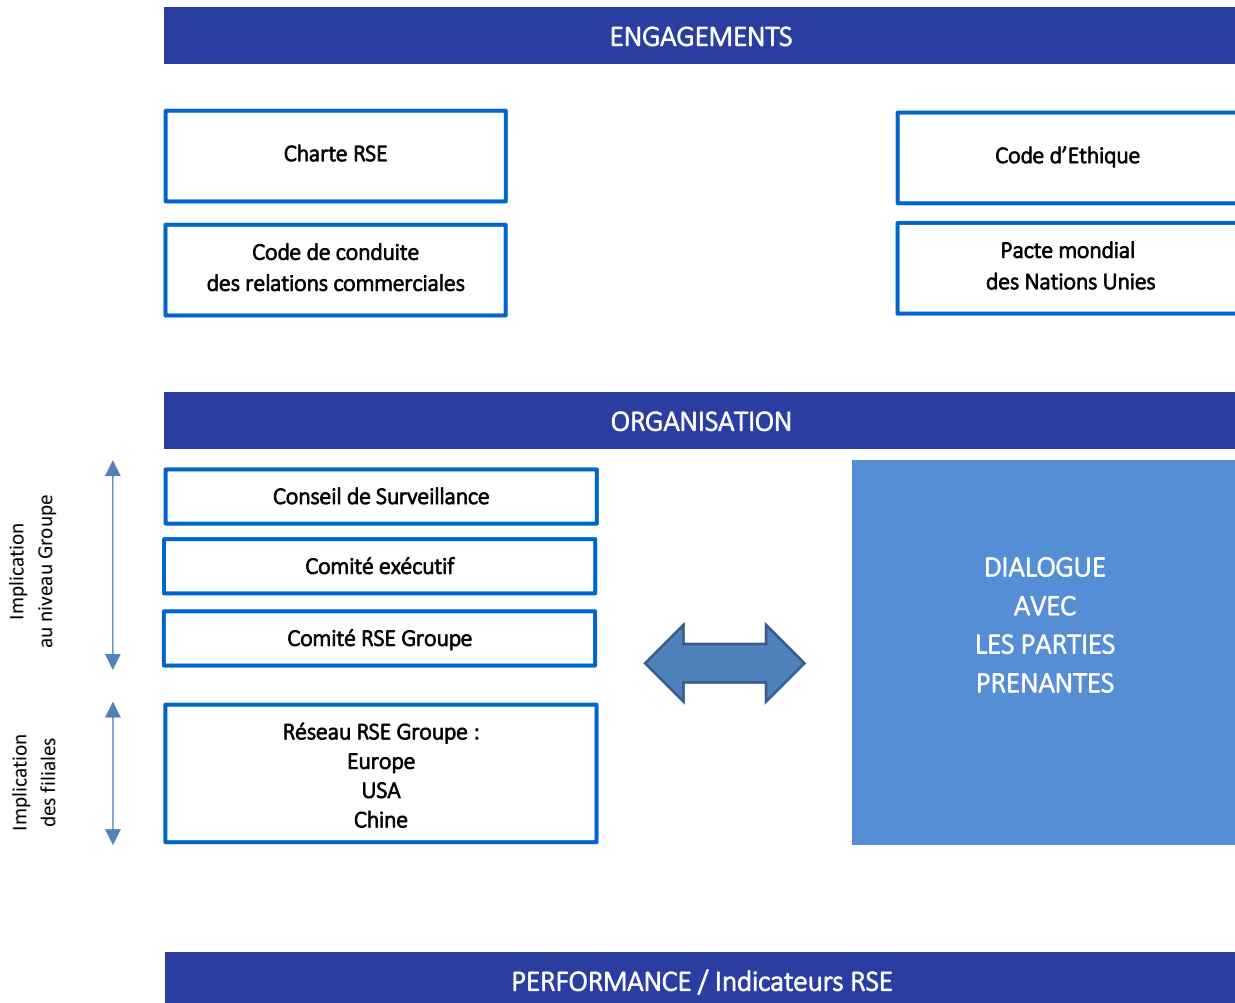 ENGAGEMENTS
Charte RSE
Code d’Ethique
Code de conduite
des relations commerciales
Pacte mondial
des Nations Unies
ORGANISATION
Implication
au niveau Groupe
Conseil de Surveillance
Comité exécutif
Comité RSE Groupe
DIALOGUE
AVEC
LES PARTIES
PRENANTES
Implication
des filiales
Réseau RSE Groupe :
Europe
USA
Chine
PERFORMANCE / Indicateurs RSE